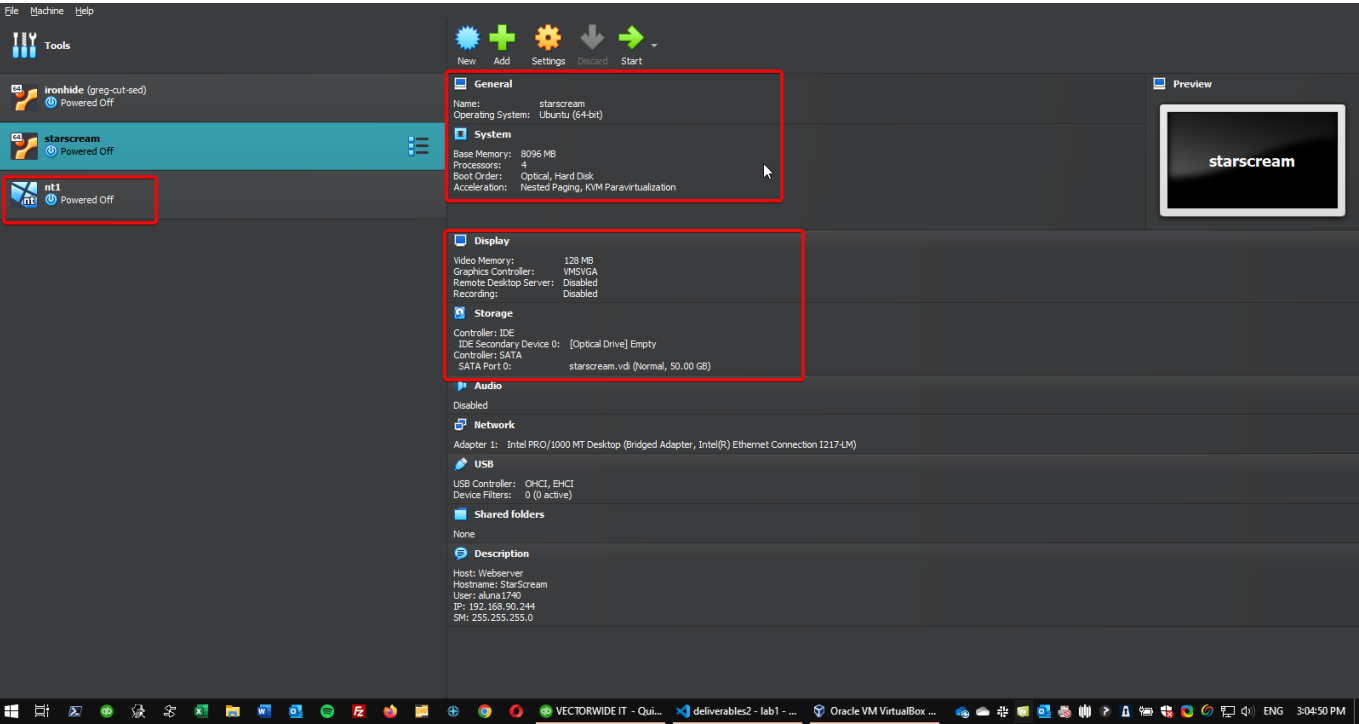 File Machine Help
Tools
New Add Settings Discard Start
64 ironhide (greg-cut-sed)
Powered Off
64 starscream
Powered Off
nt nt1
Powered Off
General
Name: starscream
Operating System: Ubuntu (64-bit)
System
Base Memory: 8096 MB
Processors: 4
Boot Order: Optical, Hard Disk
Acceleration: Nested Paging, KVM Paravirtualization
Preview
starscream
Display
Video Memory: 128 MB
Graphics Controller: VMSVGA
Remote Desktop Server: Disabled
Recording: Disabled
Storage
Controller: IDE
IDE Secondary Device 0: [Optical Drive] Empty
Controller: SATA
SATA Port 0: starscream.vdi (Normal, 50.00 GB)
Audio
Disabled
Network
Adapter 1: Intel PRO/1000 MT Desktop (Bridged Adapter, Intel(R) Ethernet Connection I217-LM)
USB
USB Controller: OHCI, EHCI
Device Filters: 0 (0 active)
Shared folders
None
Description
Host: Webserver
Hostname: StarScream
User: aluna1740
IP: 192.168.90.244
SM: 255.255.255.0
VECTORWIDE IT - Qui... deliverables2 - lab1 - ... Oracle VM VirtualBox ... ENG 3:04:50 PM